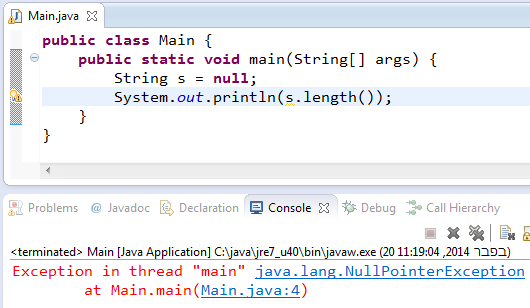 Main.java
public class Main {
public static void main(String[] args) {
String s = null;
System.out.println(s.length());
}
}
Problems @ Javadoc Declaration Console Debug Call Hierarchy
<terminated> Main [Java Application] C:\java\jre7_u40\bin\javaw.exe (20 בפבר 2014, 11:19:04)
Exception in thread "main" java.lang.NullPointerException
at Main.main(Main.java:4)